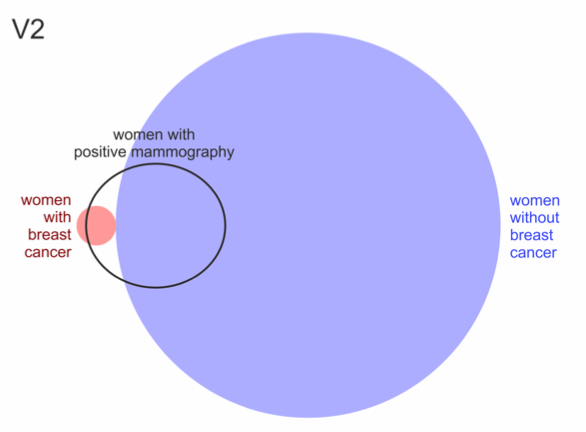 V2
women with
positive mammography
women
with
breast
cancer
women
without
breast
cancer